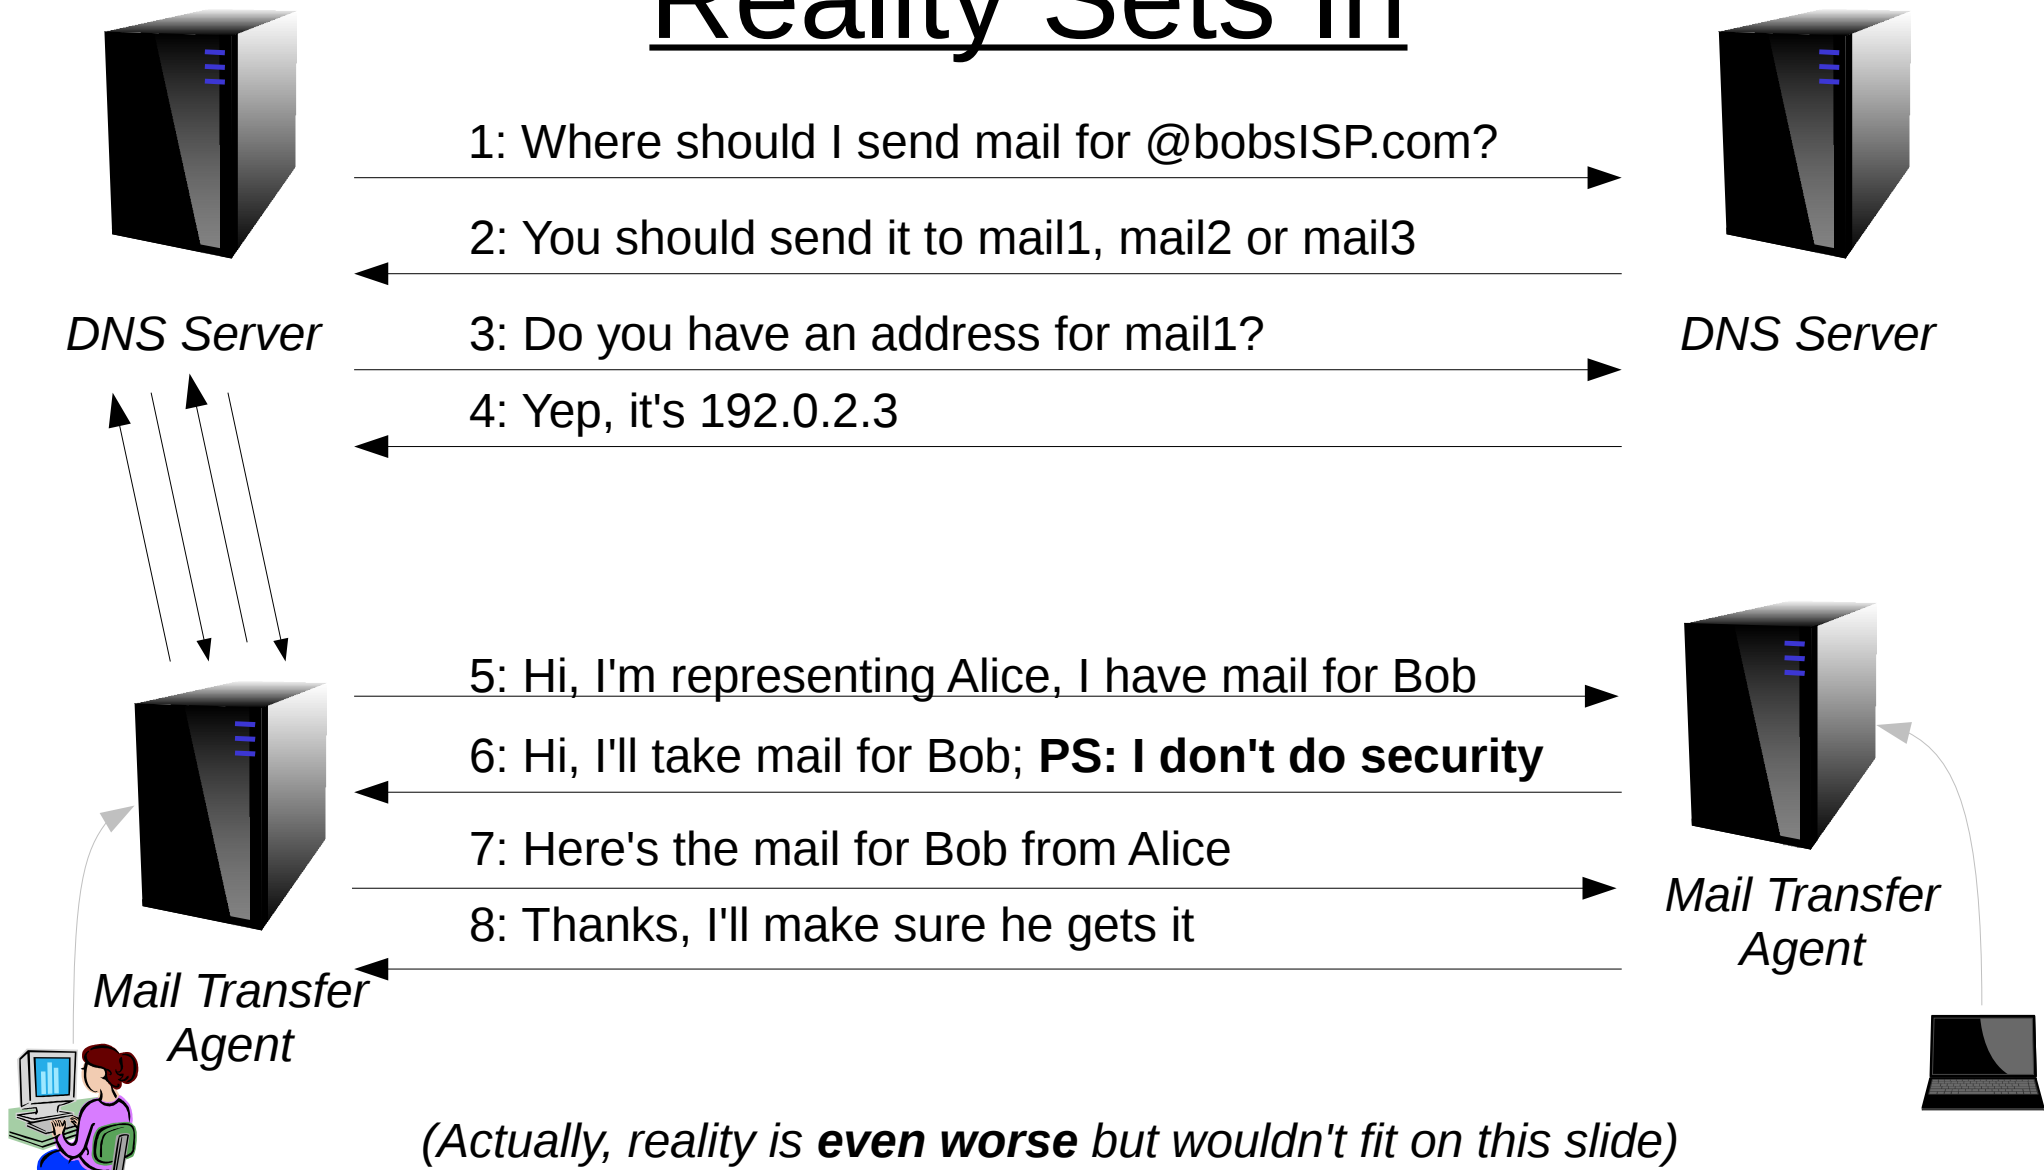 Reality Sets In
1: Where should I send mail for @bobsISP.com?
2: You should send it to mail1, mail2 or mail3
DNS Server
3: Do you have an address for mail1?
DNS Server
4: Yep, it's 192.0.2.3
5: Hi, I'm representing Alice, I have mail for Bob
6: Hi, I'll take mail for Bob; PS: I don't do security
7: Here's the mail for Bob from Alice
8: Thanks, I'll make sure he gets it
Mail Transfer
Agent
Mail Transfer
Agent
(Actually, reality is even worse but wouldn't fit on this slide)